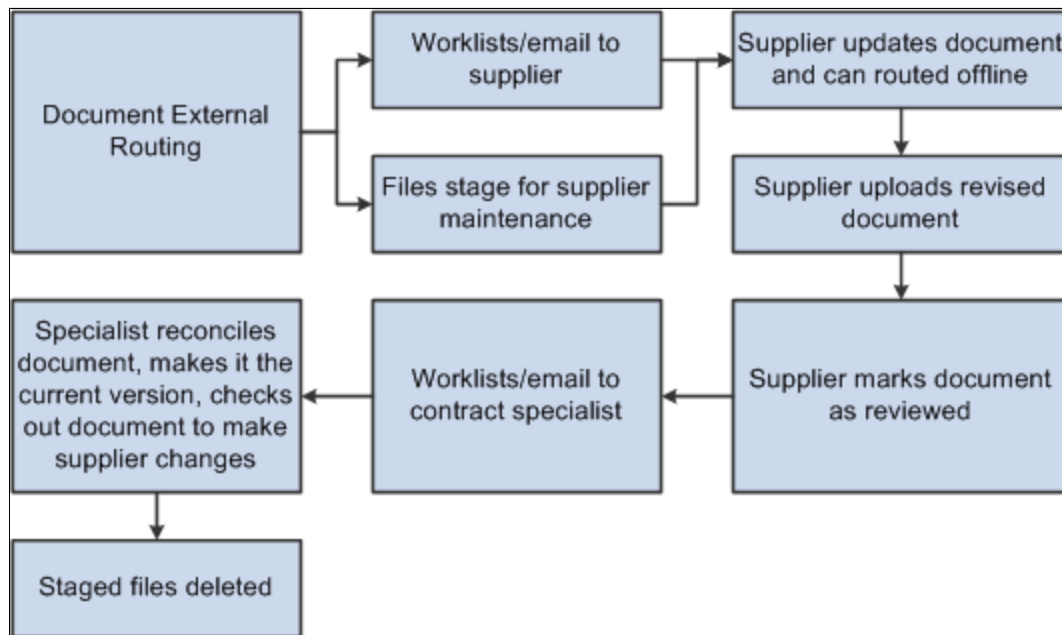 Document External
Routing
Worklists/email to
supplier
Files stage for supplier
maintenance
Supplier updates document
and can routed offline
Supplier uploads revised
document
Supplier marks document
as reviewed
Worklists/email to
contract specialist
Specialist reconciles
document, makes it the
current version, checks
out document to make
supplier changes
Staged files deleted